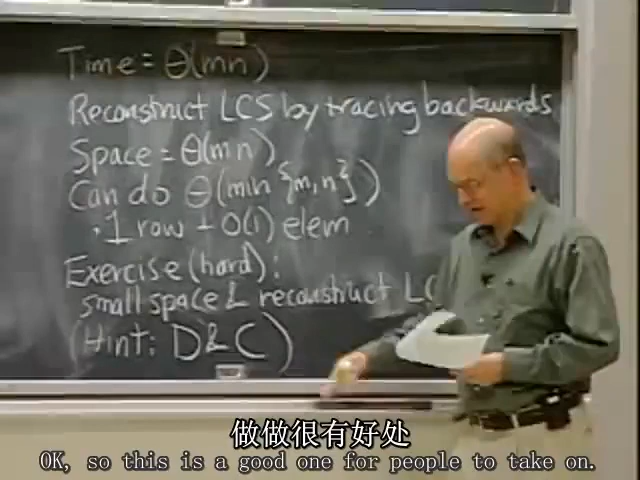 Time = Θ(mn)
Reconstruct LCS by tracing backwards
Space = Θ(mn)
Can do Θ(min{m,n})
· 1 row + O(1) elem
Exercise (hard):
small space & reconstruct LC
(Hint: D&C)
做做很有好处
OK, so this is a good one for people to take on.